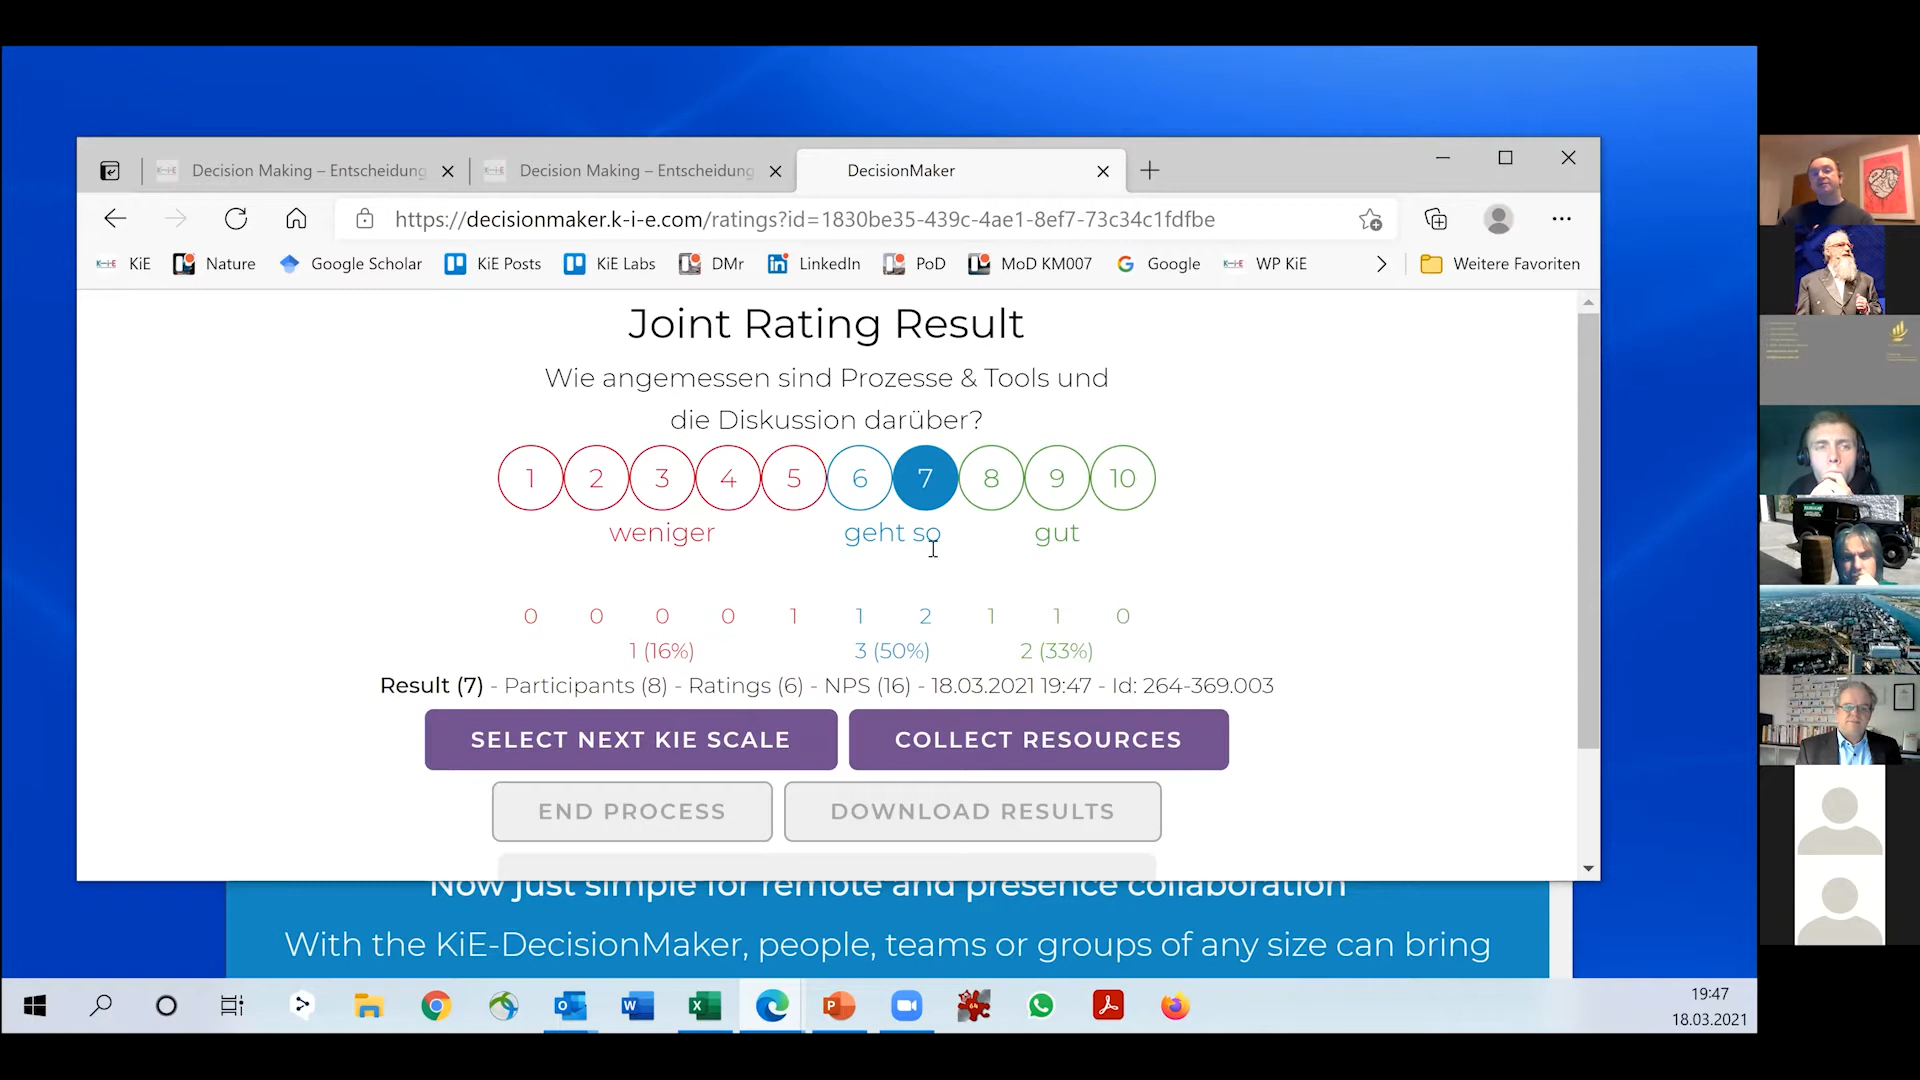 Decision Making – Entscheidung
Decision Making – Entscheidung
DecisionMaker
https://decisionmaker.k-i-e.com/ratings?id=1830be35-439c-4ae1-8ef7-73c34c1fdfbe
KiE
Nature
Google Scholar
KiE Posts
KiE Labs
DMr
LinkedIn
PoD
MoD KM007
Google
WP KiE
Weitere Favoriten
Joint Rating Result
Wie angemessen sind Prozesse & Tools und
die Diskussion darüber?
1 2 3 4 5 6 7 8 9 10
weniger geht so gut
0 0 0 0 1 1 2 1 1 0
1 (16%) 3 (50%) 2 (33%)
Result (7) - Participants (8) - Ratings (6) - NPS (16) - 18.03.2021 19:47 - Id: 264-369.003
SELECT NEXT KIE SCALE
COLLECT RESOURCES
END PROCESS
DOWNLOAD RESULTS
Now just simple for remote and presence collaboration
With the KiE-DecisionMaker, people, teams or groups of any size can bring
19:47
18.03.2021